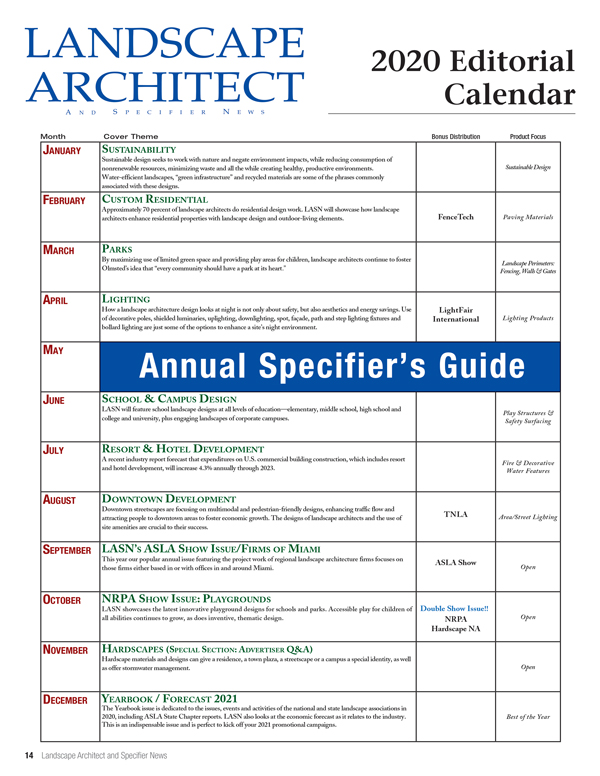 LANDSCAPE
ARCHITECT
AND SPECIFIER NEWS
2020 Editorial
Calendar
Month Cover Theme Bonus Distribution Product Focus
JANUARY
SUSTAINABILITY
Sustainable design seeks to work with nature and negate environment impacts, while reducing consumption of
nonrenewable resources, minimizing waste and all the while creating healthy, productive environments.
Water-efficient landscapes, "green infrastructure" and recycled materials are some of the phrases commonly
associated with these designs.
Sustainable Design
FEBRUARY
CUSTOM RESIDENTIAL
Approximately 70 percent of landscape architects do residential design work. LASN will showcase how landscape
architects enhance residential properties with landscape design and outdoor-living elements.
FenceTech
Paving Materials
MARCH
PARKS
By maximizing use of limited green space and providing play areas for children, landscape architects continue to foster
Olmsted's idea that "every community should have a park at its heart."
Landscape Perimeters:
Fencing, Walls & Gates
APRIL
LIGHTING
How a landscape architecture design looks at night is not only about safety, but also aesthetics and energy savings. Use
of decorative poles, shielded luminaries, uplighting, downlighting, spot, façade, path and step lighting fixtures and
bollard lighting are just some of the options to enhance a site's night environment.
LightFair
International
Lighting Products
MAY
Annual Specifier's Guide
JUNE
SCHOOL & CAMPUS DESIGN
LASN will feature school landscape designs at all levels of education—elementary, middle school, high school and
college and university, plus engaging landscapes of corporate campuses.
Play Structures &
Safety Surfacing
JULY
RESORT & HOTEL DEVELOPMENT
A recent industry report forecast that expenditures on U.S. commercial building construction, which includes resort
and hotel development, will increase 4.3% annually through 2023.
Fire & Decorative
Water Features
AUGUST
DOWNTOWN DEVELOPMENT
Downtown streetscapes are focusing on multimodal and pedestrian-friendly designs, enhancing traffic flow and
attracting people to downtown areas to foster economic growth. The designs of landscape architects and the use of
site amenities are crucial to their success.
TNLA
Area/Street Lighting
SEPTEMBER
LASN'S ASLA SHOW ISSUE/FIRMS OF MIAMI
This year our popular annual issue featuring the project work of regional landscape architecture firms focuses on
those firms either based in or with offices in and around Miami.
ASLA Show
Open
OCTOBER
NRPA SHOW ISSUE: PLAYGROUNDS
LASN showcases the latest innovative playground designs for schools and parks. Accessible play for children of
all abilities continues to grow, as does inventive, thematic design.
Double Show Issue!!
NRPA
Hardscape NA
Open
NOVEMBER
HARDSCAPES (SPECIAL SECTION: ADVERTISER Q&A)
Hardscape materials and designs can give a residence, a town plaza, a streetscape or a campus a special identity, as well
as offer stormwater management.
Open
DECEMBER
YEARBOOK / FORECAST 2021
The Yearbook issue is dedicated to the issues, events and activities of the national and state landscape associations in
2020, including ASLA State Chapter reports. LASN also looks at the economic forecast as it relates to the industry.
This is an indispensable issue and is perfect to kick off your 2021 promotional campaigns.
Best of the Year
14 Landscape Architect and Specifier News